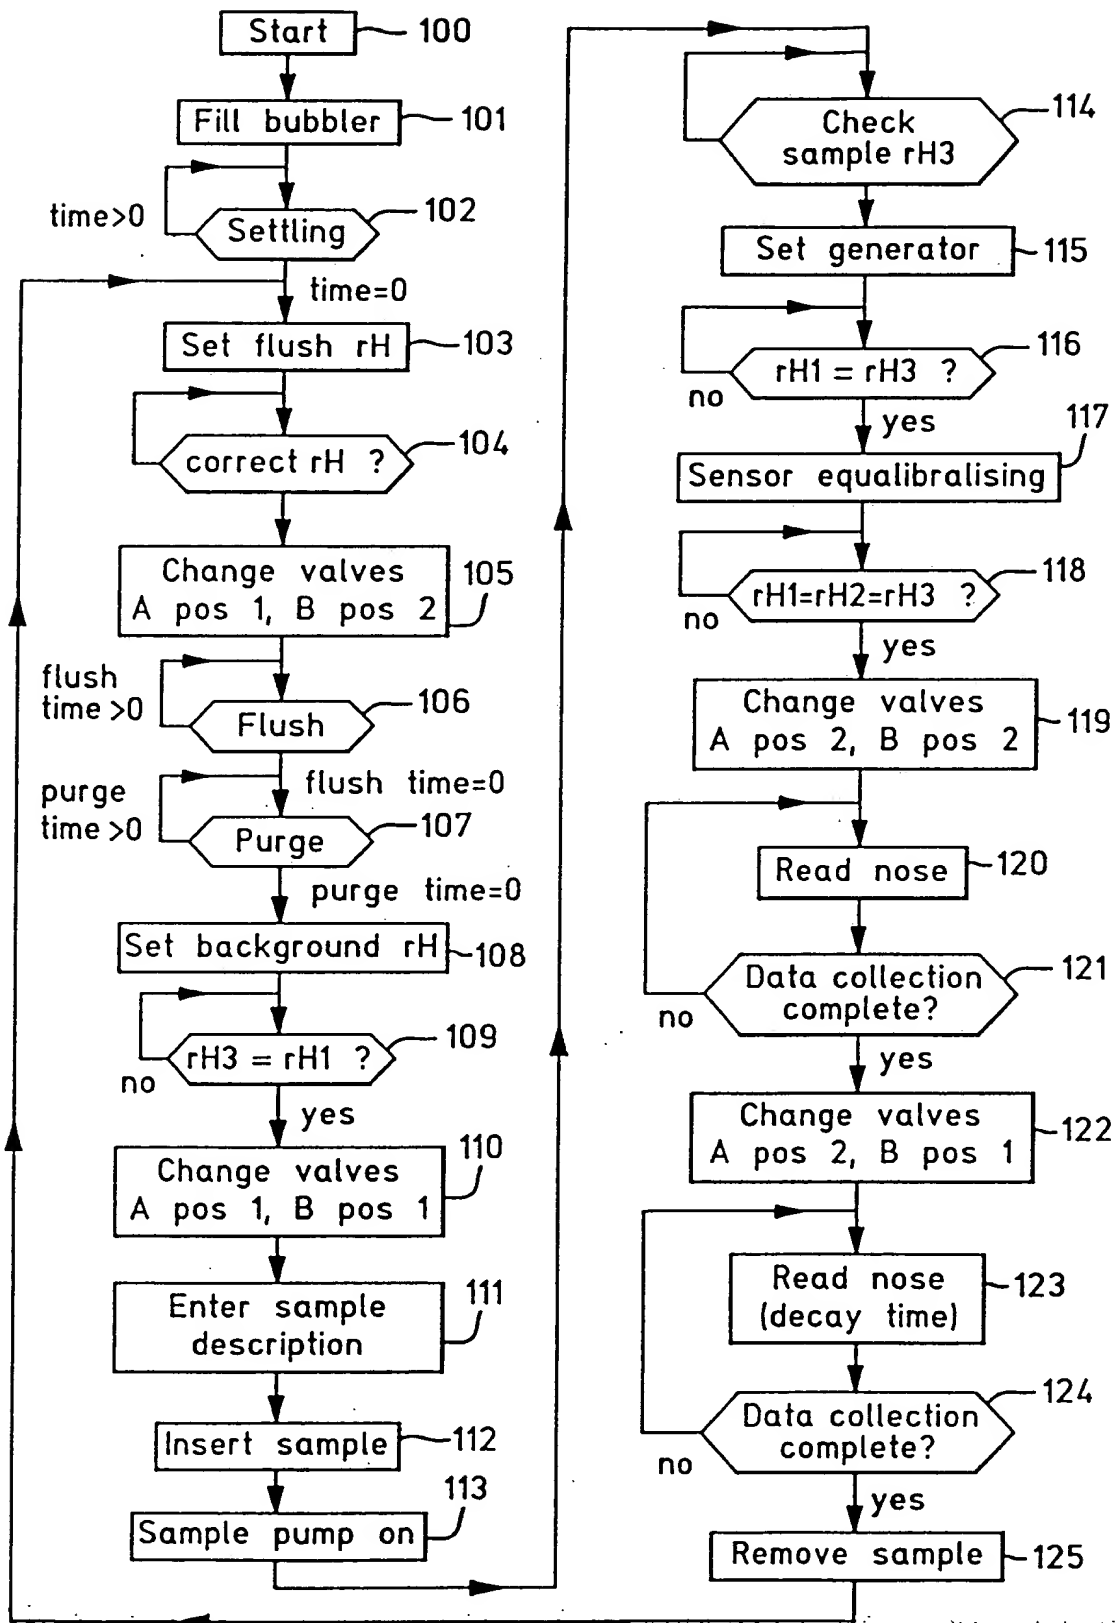 Start
100
Fill bubbler
101
time>0
Settling
102
time=0
Set flush rH
103
correct rH ?
104
Change valves
A pos 1, B pos 2
105
flush
time>0
Flush
106
flush time=0
purge
time>0
Purge
107
purge time=0
Set background rH
108
rH3 = rH1 ?
109
no
yes
Change valves
A pos 1, B pos 1
110
Enter sample
description
111
Insert sample
112
Sample pump on
113
Check
sample rH3
114
Set generator
115
rH1 = rH3 ?
116
no
yes
Sensor equalibralising
117
rH1=rH2=rH3 ?
118
no
yes
Change valves
A pos 2, B pos 2
119
Read nose
120
Data collection
complete?
121
no
yes
Change valves
A pos 2, B pos 1
122
Read nose
(decay time)
123
Data collection
complete?
124
no
yes
Remove sample
125